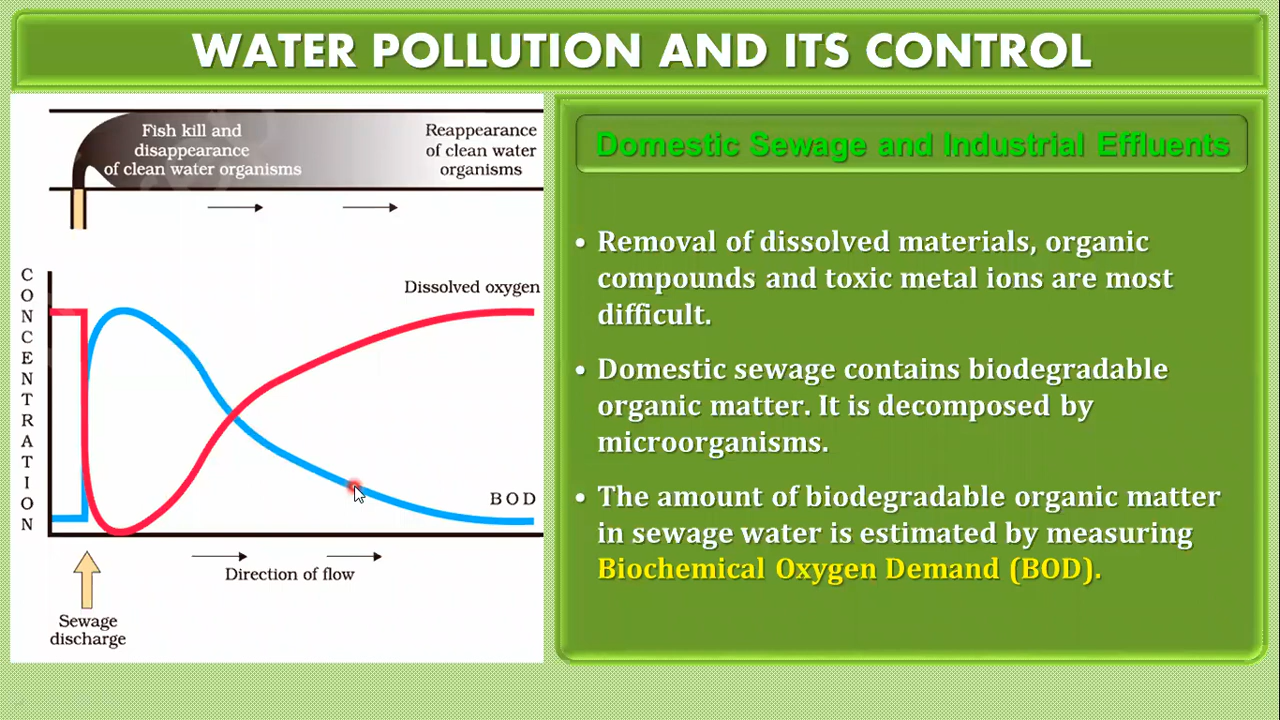 WATER POLLUTION AND ITS CONTROL
Fish kill and
disappearance
of clean water organisms
Reappearance
of clean water
organisms
CONCENTRATION
Dissolved oxygen
BOD
Direction of flow
Sewage
discharge
Domestic Sewage and Industrial Effluents
• Removal of dissolved materials, organic
compounds and toxic metal ions are most
difficult.
• Domestic sewage contains biodegradable
organic matter. It is decomposed by
microorganisms.
• The amount of biodegradable organic matter
in sewage water is estimated by measuring
Biochemical Oxygen Demand (BOD).